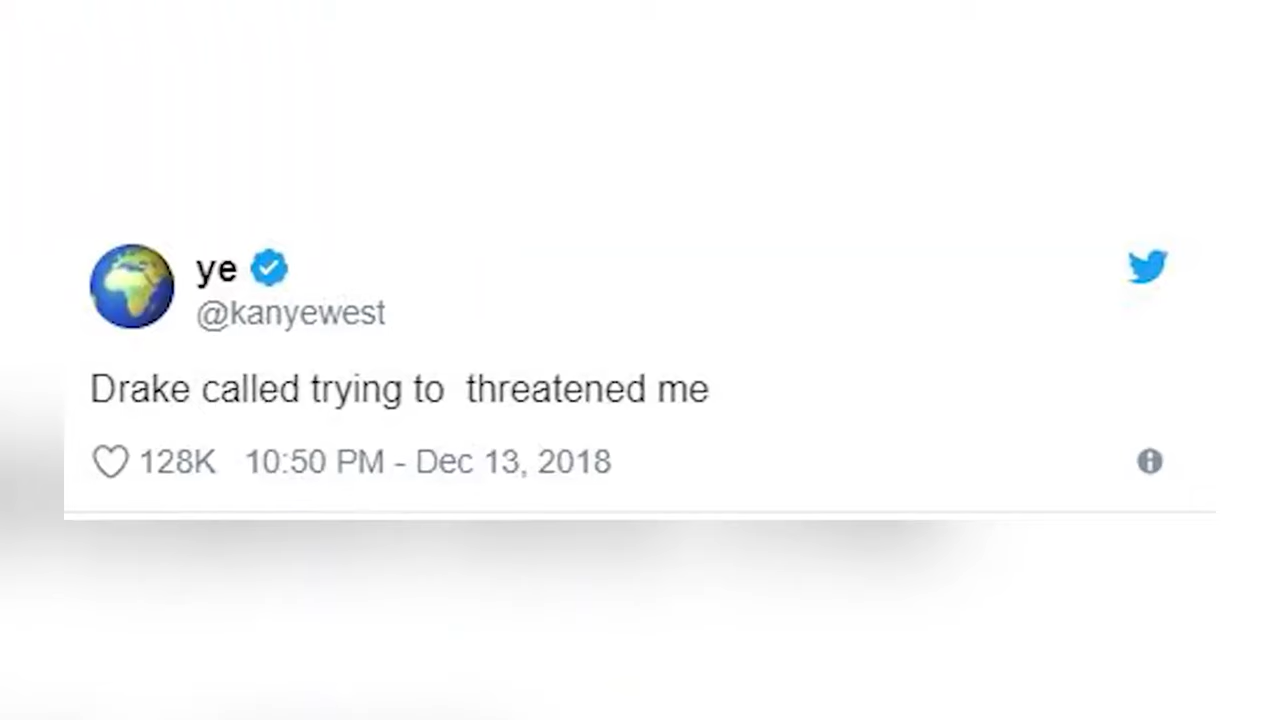 ye
@kanyewest
Drake called trying to  threatened me
128K 10:50 PM - Dec 13, 2018